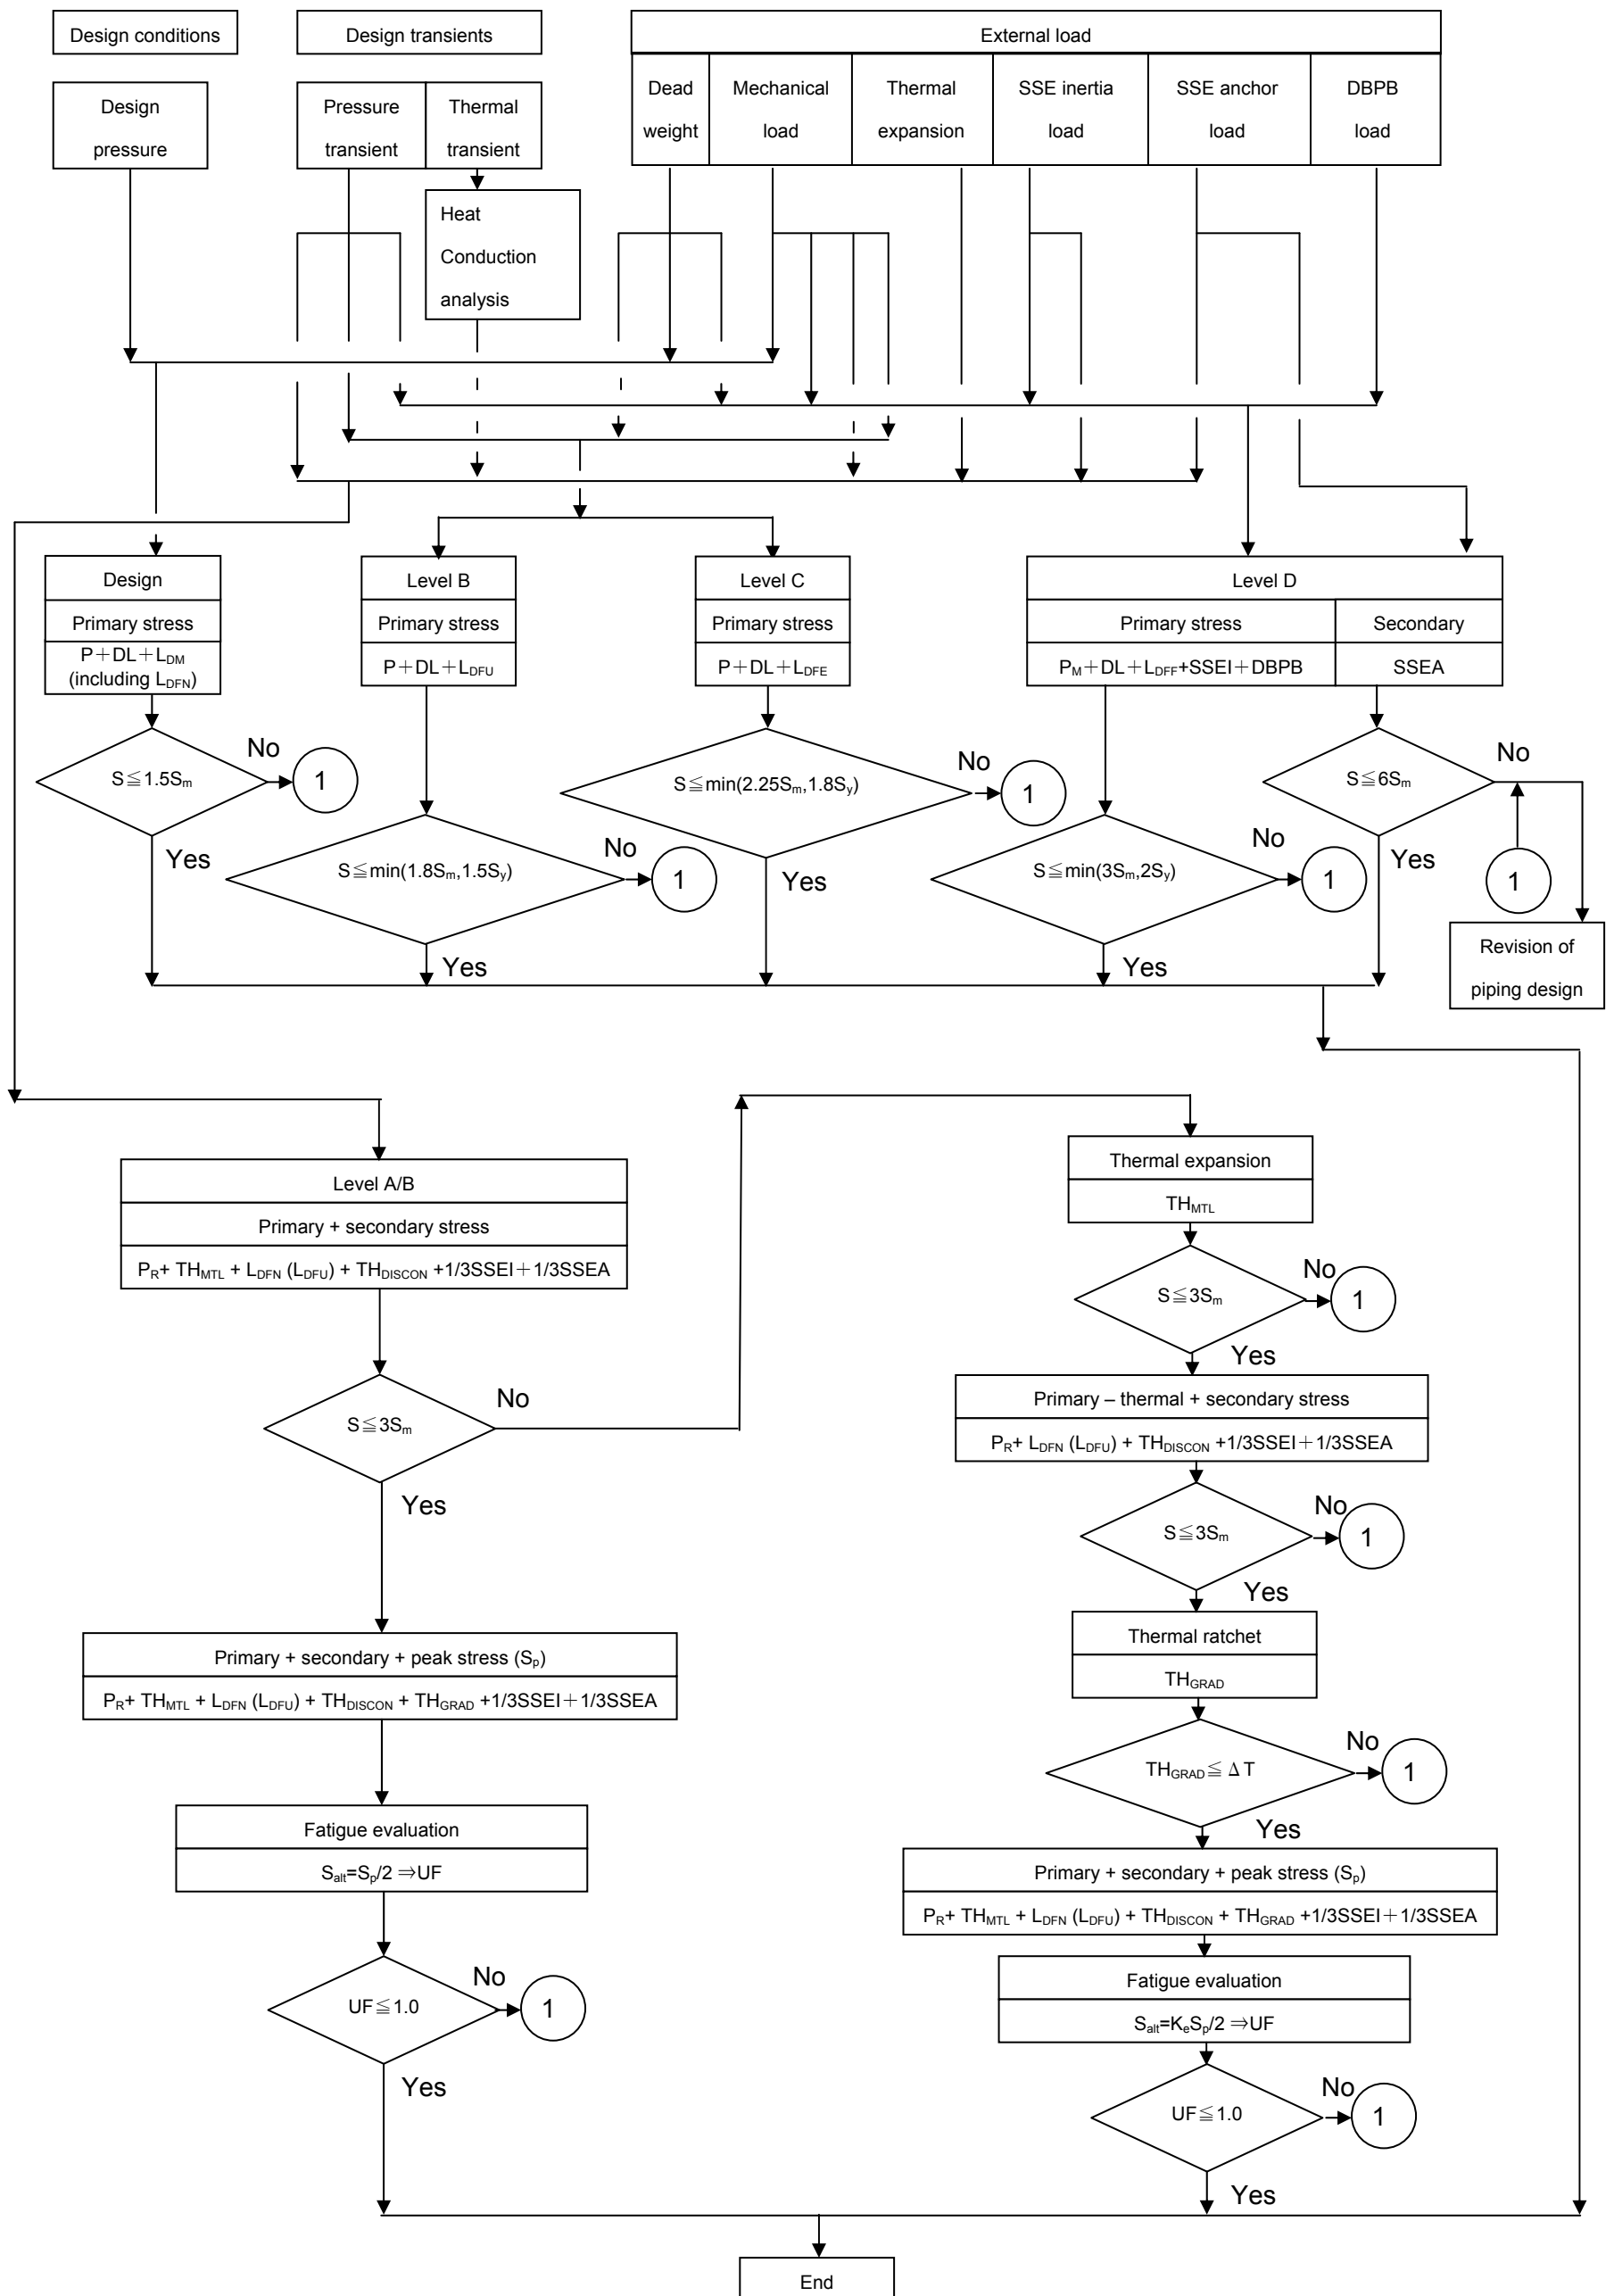 Design conditions
Design transients
External load
Design
pressure
Pressure
transient
Thermal
transient
Dead
weight
Mechanical
load
Thermal
expansion
SSE inertia
load
SSE anchor
load
DBPB
load
Heat
Conduction
analysis
Design
Primary stress
P+DL+LDM
(including LDFN)
Level B
Primary stress
P+DL+LDFU
Level C
Primary stress
P+DL+LDFE
Level D
Primary stress
Secondary
PM+DL+LDFF+SSEI+DBPB
SSEA
S≦1.5Sm
No
1
Yes
S≦min(1.8Sm,1.5Sy)
No
1
Yes
S≦min(2.25Sm,1.8Sy)
No
1
Yes
S≦min(3Sm,2Sy)
No
1
Yes
S≦6Sm
No
Yes
1
Revision of
piping design
Level A/B
Primary + secondary stress
PR+ THMTL + LDFN (LDFU) + THDISCON +1/3SSEI+1/3SSEA
S≦3Sm
No
Yes
Primary + secondary + peak stress (Sp)
PR+ THMTL + LDFN (LDFU) + THDISCON + THGRAD +1/3SSEI+1/3SSEA
Fatigue evaluation
Salt=Sp/2 ⇒UF
UF≦1.0
No
1
Yes
Thermal expansion
THMTL
S≦3Sm
No
1
Yes
Primary – thermal + secondary stress
PR+ LDFN (LDFU) + THDISCON +1/3SSEI+1/3SSEA
S≦3Sm
No
1
Yes
Thermal ratchet
THGRAD
THGRAD≦ΔT
No
1
Yes
Primary + secondary + peak stress (Sp)
PR+ THMTL + LDFN (LDFU) + THDISCON + THGRAD +1/3SSEI+1/3SSEA
Fatigue evaluation
Salt=KeSp/2 ⇒UF
UF≦1.0
No
1
Yes
End